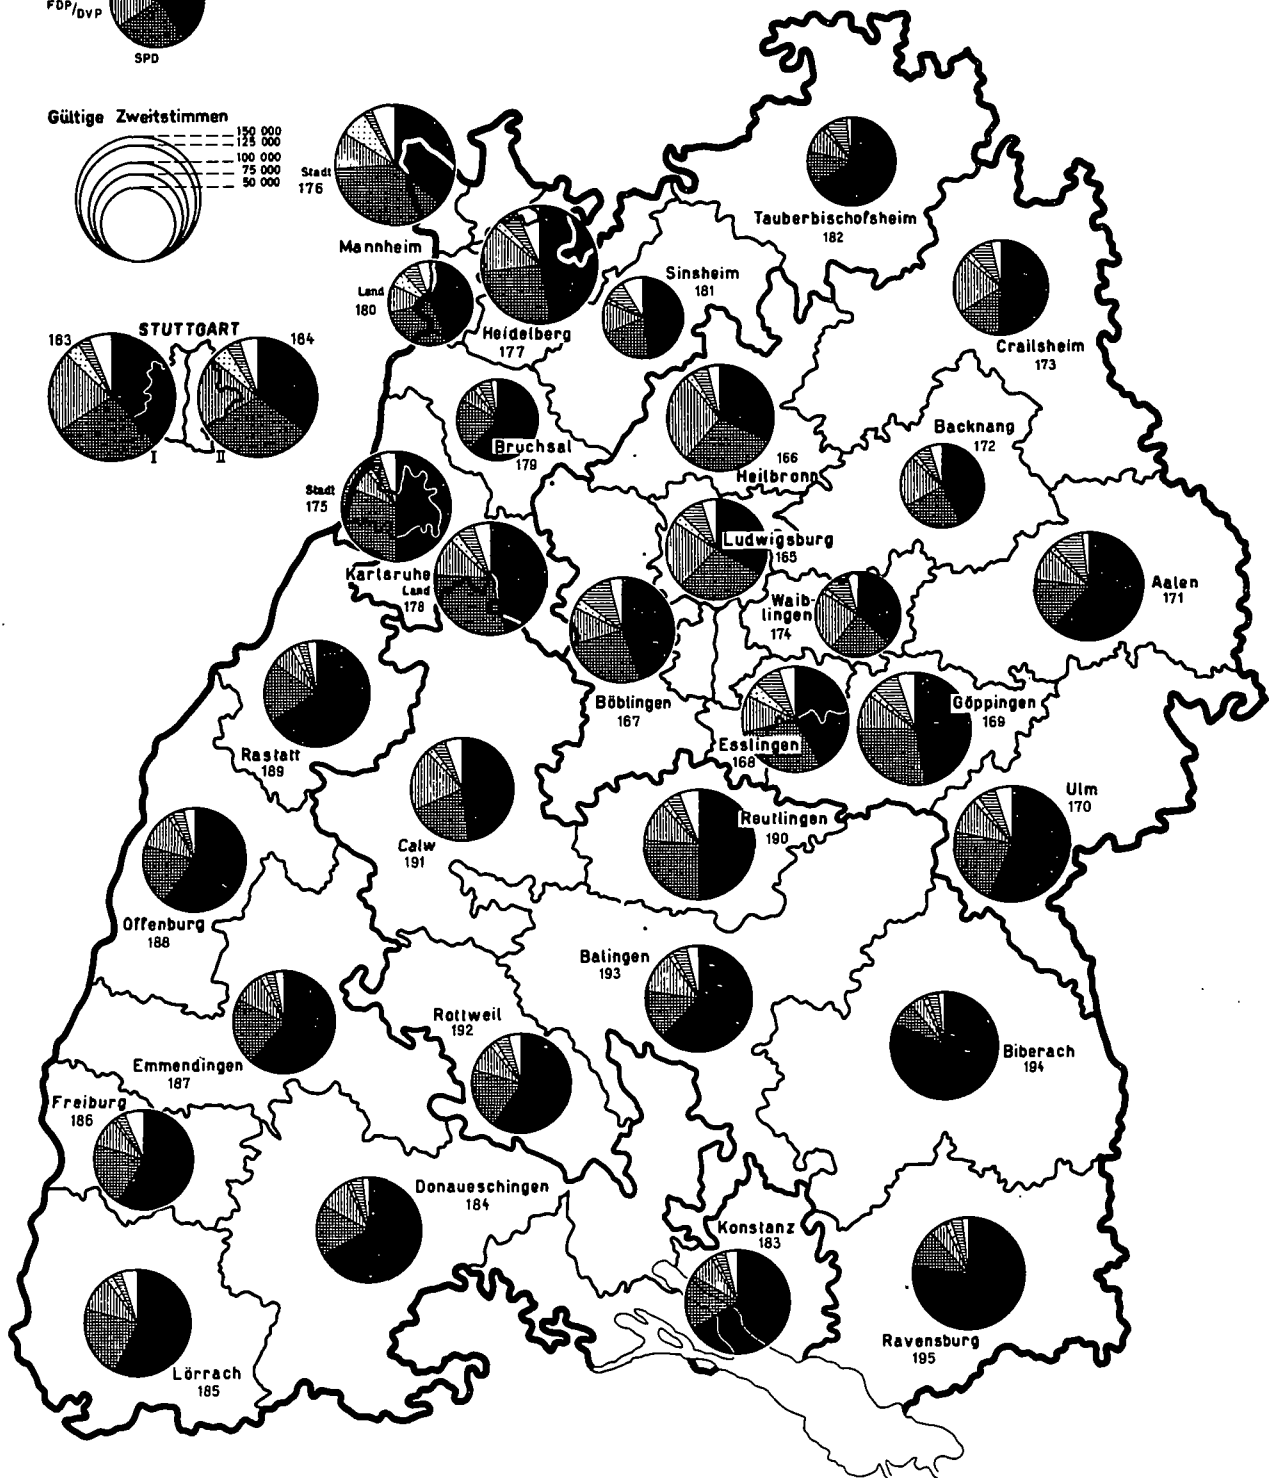 FDP/DVP
SPD
Gültige Zweitstimmen
150 000
125 000
100 000
75 000
50 000
Stadt
176
Mannheim
Land
180
Heidelberg
177
Sinsheim
181
Tauberbischofsheim
182
Crailsheim
173
163
STUTTGART
164
I
II
Bruchsal
179
166
Heilbronn
Backnang
172
Stadt
175
Karlsruhe
Land
178
Ludwigsburg
165
Waib-
lingen
174
Aalen
171
Böblingen
167
Esslingen
168
Göppingen
169
Rastatt
189
Calw
191
Reutlingen
190
Ulm
170
Offenburg
188
Balingen
193
Rottweil
192
Biberach
194
Emmendingen
187
Freiburg
186
Donaueschingen
184
Konstanz
183
Ravensburg
195
Lörrach
185